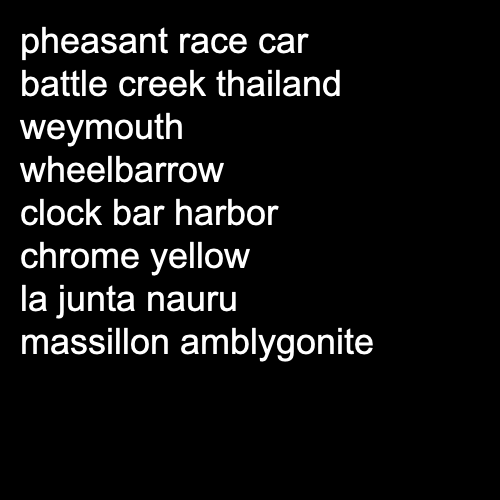 pheasant race car
battle creek thailand
weymouth
wheelbarrow
clock bar harbor
chrome yellow
la junta nauru
massillon amblygonite